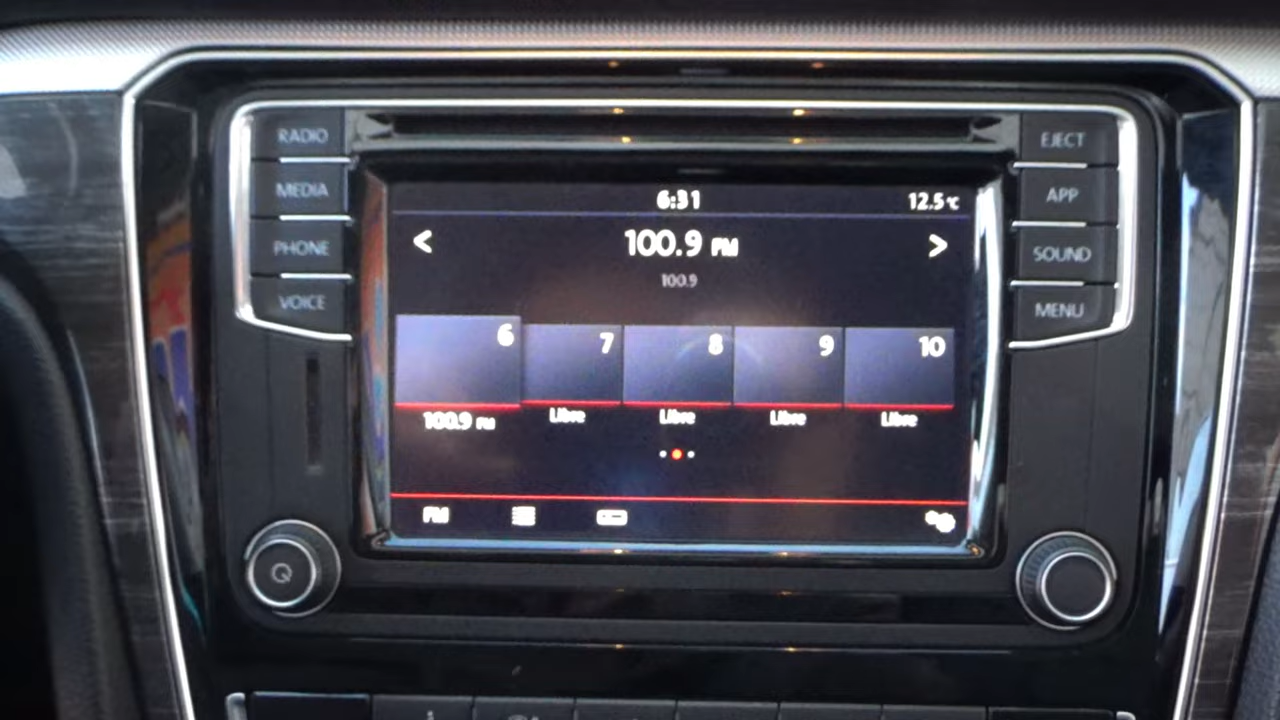 RADIO
MEDIA
PHONE
VOICE
EJECT
APP
SOUND
MENU
6:31 12.5°C
< 100.9 FM >
100.9
6 7 8 9 10
100.9 FM Libre Libre Libre Libre
FM